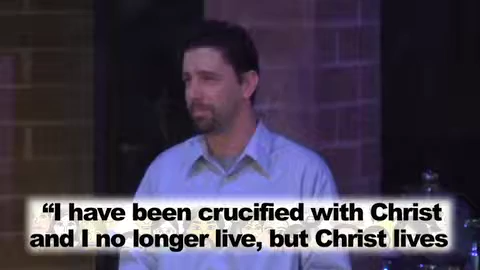 “I have been crucified with Christ
and I no longer live, but Christ lives